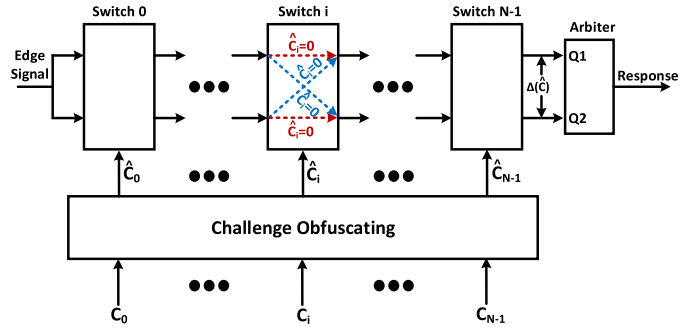 Switch 0 Switch i Switch N-1 Arbiter
Edge Signal
Ĉi=0
Ĉi=0
Ĉi=0
Ĉi=0
Δ(Ĉ)
Q1
Q2
Response
Ĉ0 Ĉi ĈN-1
Challenge Obfuscating
C0 Ci CN-1